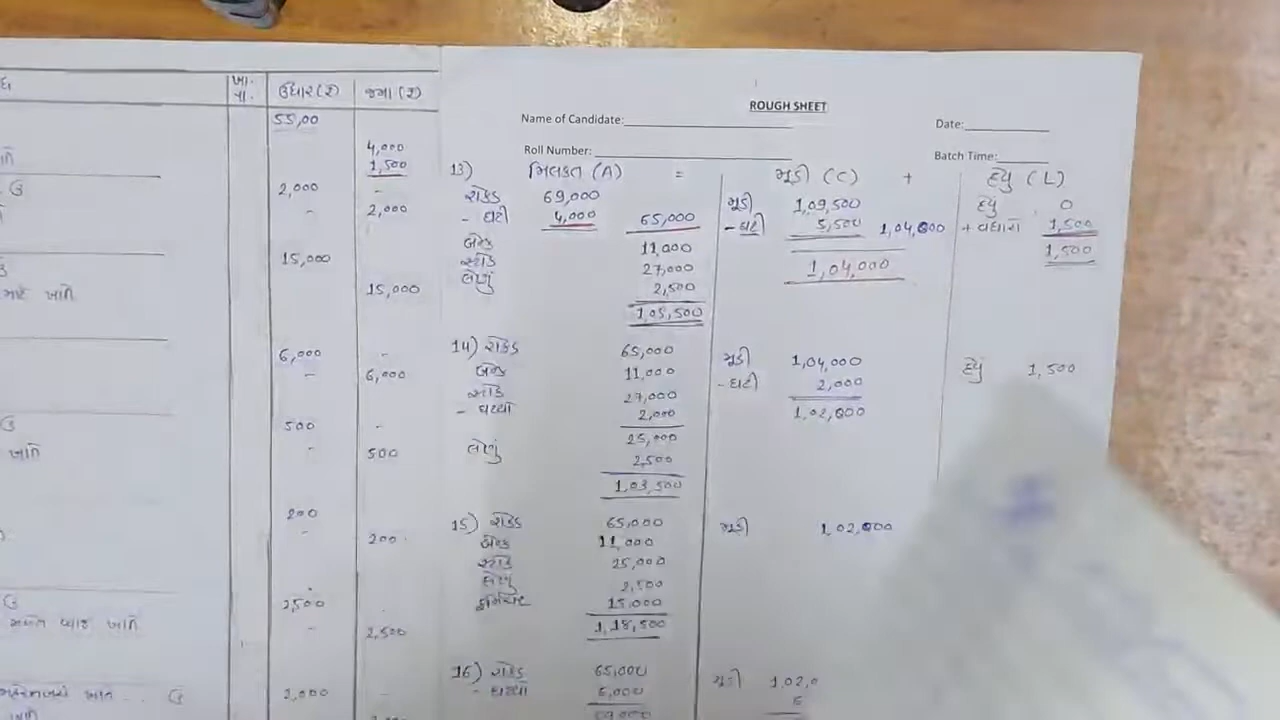 ખા. પા.
ઉધાર(₹) જમા (₹)
55,00
4,000
1,500
2,000 -
- 2,000
15,000
15,000
માટે ખાતે
6,000 -
- 6,000
500 -
- 500
ખાતે
200
- 200
2,500 -
- 2,500
2,000 -
ROUGH SHEET
Name of Candidate:
Date:
Roll Number:
Batch Time:
13) મિલકત (A) = મૂડી (C) + દેવું (L)
રોકડ 69,000 મૂડી 1,09,500 દેવું 0
- ઘટી 4,000 65,000 - ઘટી 5,500 1,04,000 + વધારો 1,500
બેન્ક 11,000 1,500
સ્ટોક 27,000 1,04,000
લેણું 2,500
1,05,500
14) રોકડ 65,000 મૂડી 1,04,000 દેવું 1,500
બેન્ક 11,000 - ઘટી 2,000
સ્ટોક 27,000 1,02,000
- ઘટ્યો 2,000
25,000
લેણું 2,500
1,03,500
15) રોકડ 65,000 મૂડી 1,02,000
બેન્ક 11,000
સ્ટોક 25,000
લેણું 2,500
ફર્નિચર 15,000
1,18,500
16) રોકડ 65,000 મૂડી 1,02,0
- ઘટ્યો 6,000 6